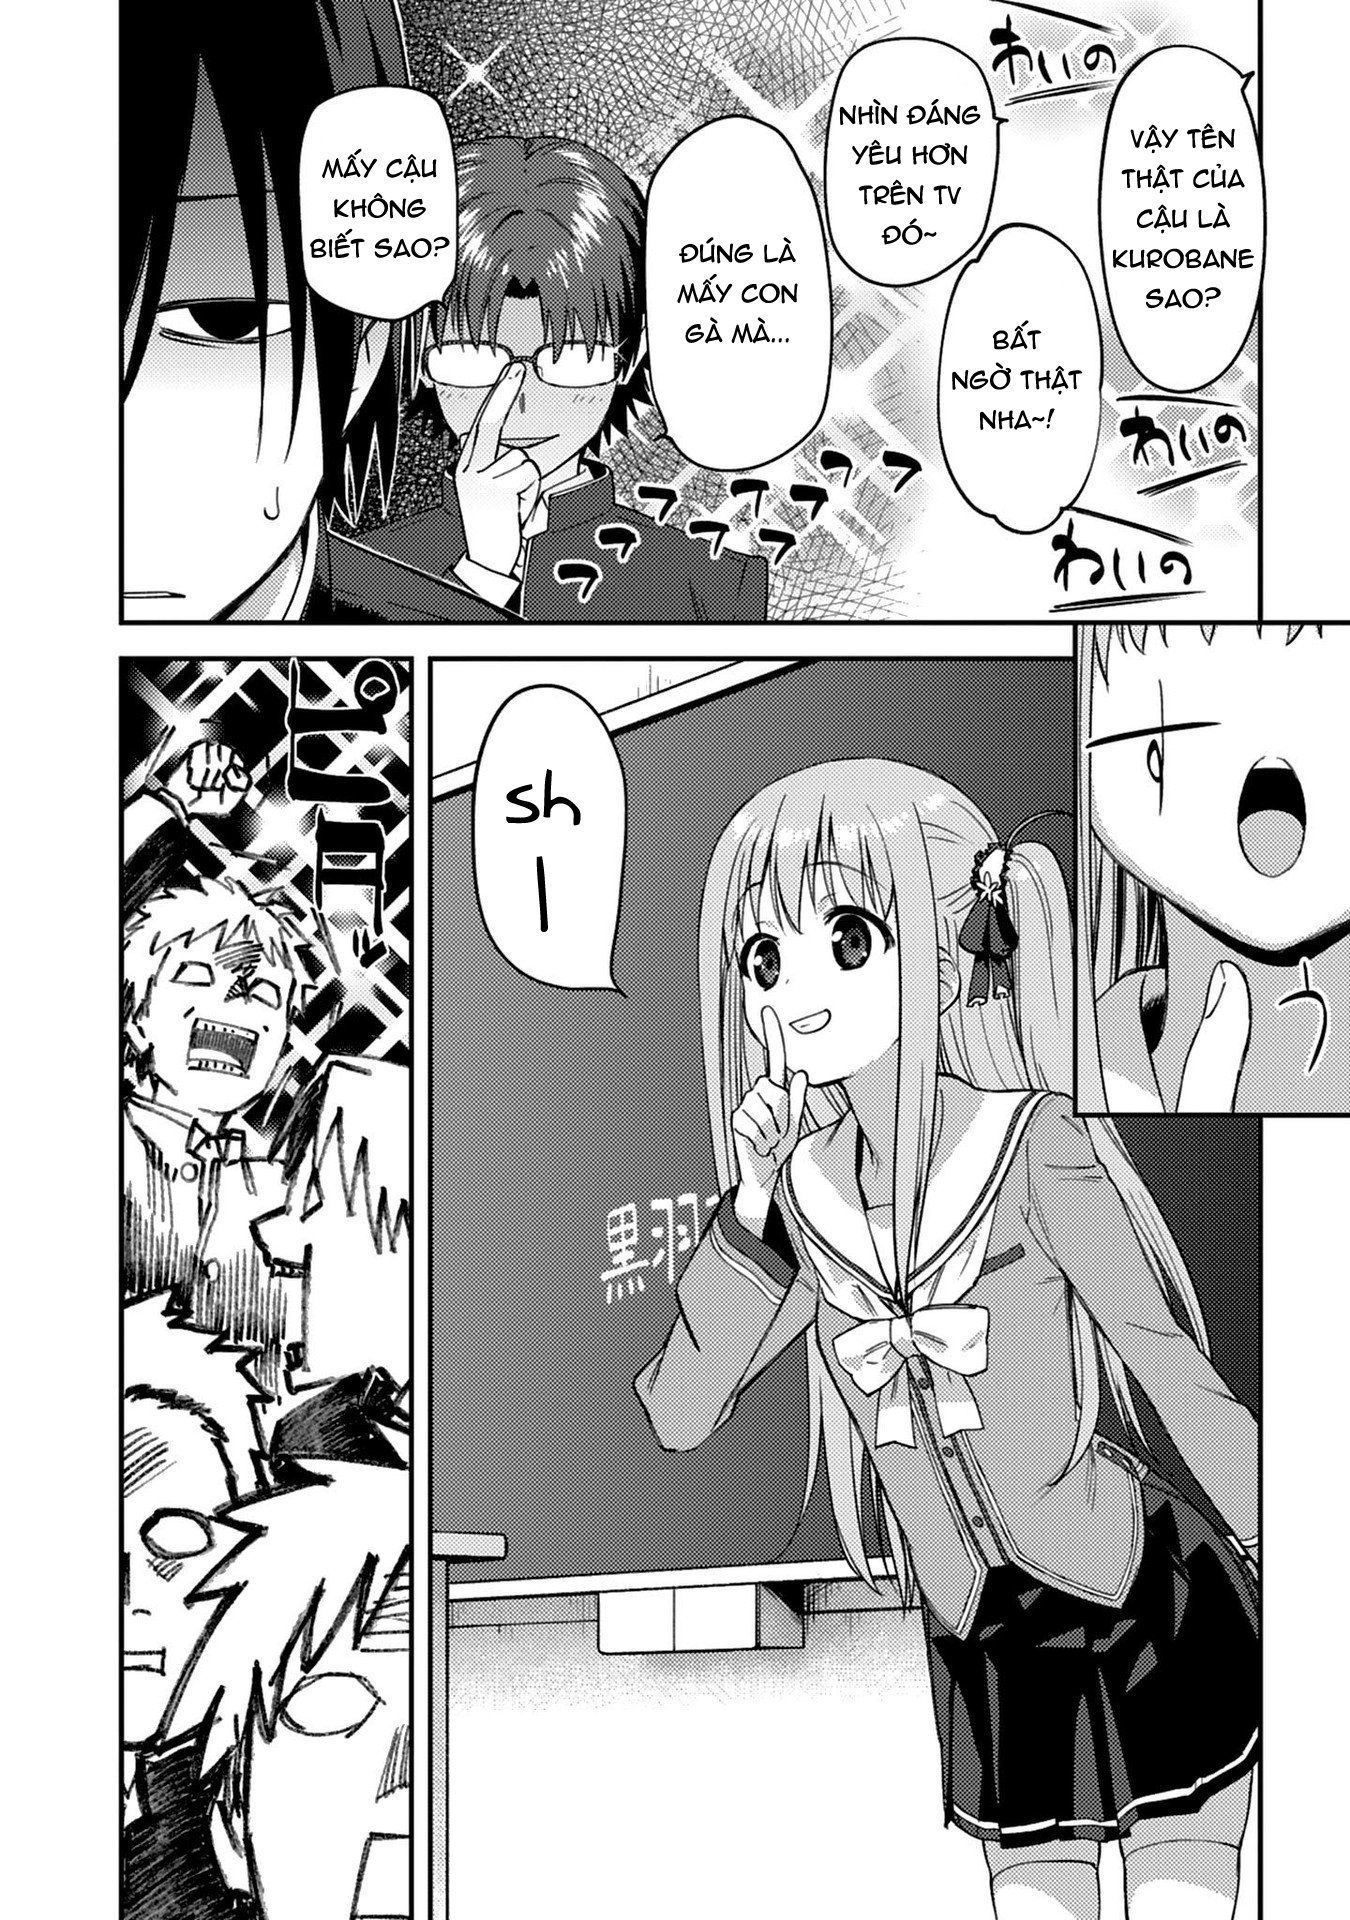 わいの
VẬY TÊN
THẬT CỦA
CẬU LÀ
KUROBANE
SAO?
NHÌN ĐÁNG
YÊU HƠN
TRÊN TV
ĐÓ~
BẤT
NGỜ THẬT
NHA~!
わいの
わいの
ĐÚNG LÀ
MẤY CON
GÀ MÀ...
フフフフフフフフ
MẤY CẬU
KHÔNG
BIẾT SAO?
sh
黒羽